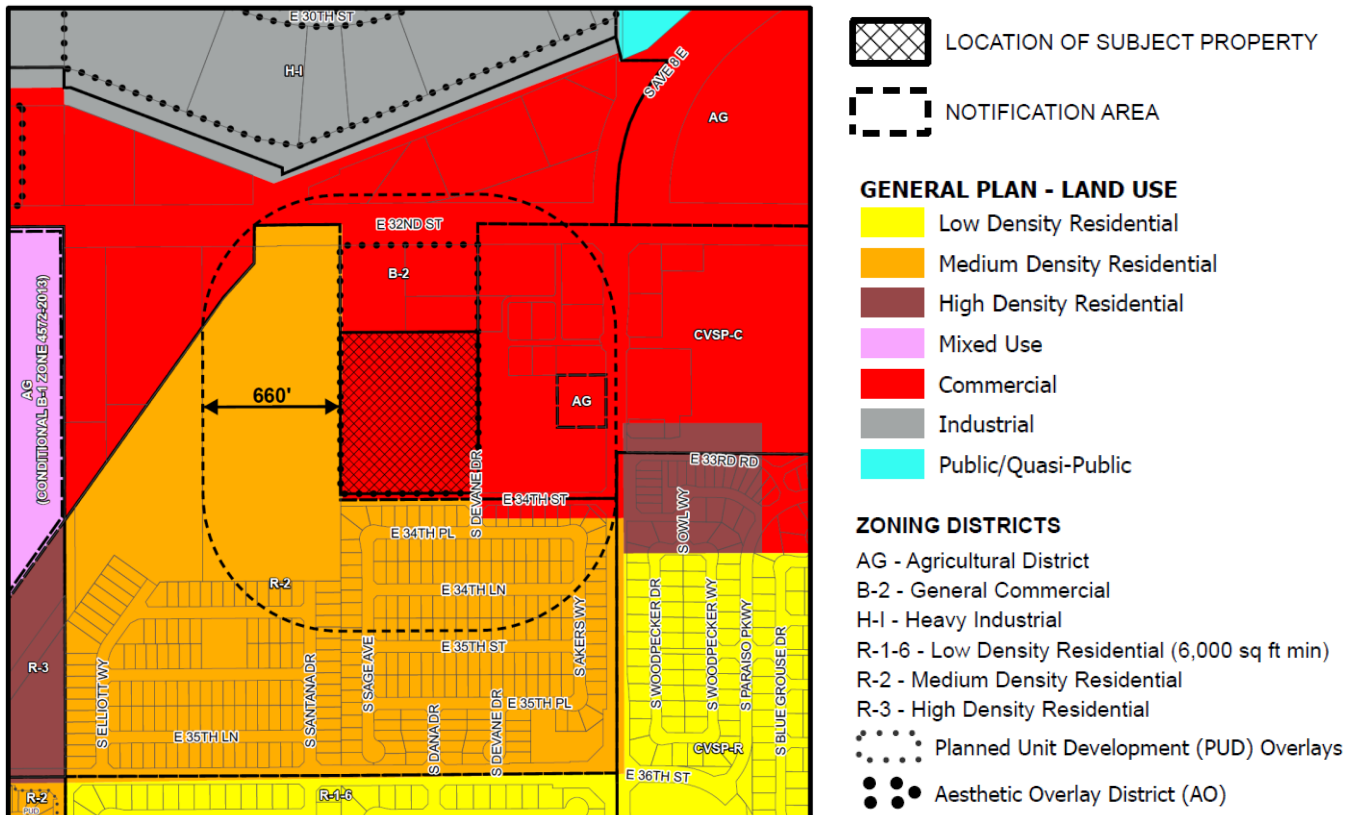 E 30TH ST
H-I
S AVE 8 E
AG
E 32ND ST
B-2
CVSP-C
AG
(CONDITIONAL B-1 ZONE 4572-2013)
660'
AG
E 33RD RD
S DEVANE DR
E 34TH ST
S OWL WY
E 34TH PL
R-2
E 34TH LN
S WOODPECKER DR
S WOODPECKER WY
S PARAISO PKWY
S BLUE GROUSE DR
S AKERS WY
E 35TH ST
R-3
S ELLIOTT WY
S SANTANA DR
S SAGE AVE
E 35TH PL
S DANA DR
S DEVANE DR
E 35TH LN
CVSP-R
E 36TH ST
R-2
PUD
R-1-6
LOCATION OF SUBJECT PROPERTY
NOTIFICATION AREA
GENERAL PLAN - LAND USE
Low Density Residential
Medium Density Residential
High Density Residential
Mixed Use
Commercial
Industrial
Public/Quasi-Public
ZONING DISTRICTS
AG - Agricultural District
B-2 - General Commercial
H-I - Heavy Industrial
R-1-6 - Low Density Residential (6,000 sq ft min)
R-2 - Medium Density Residential
R-3 - High Density Residential
Planned Unit Development (PUD) Overlays
Aesthetic Overlay District (AO)